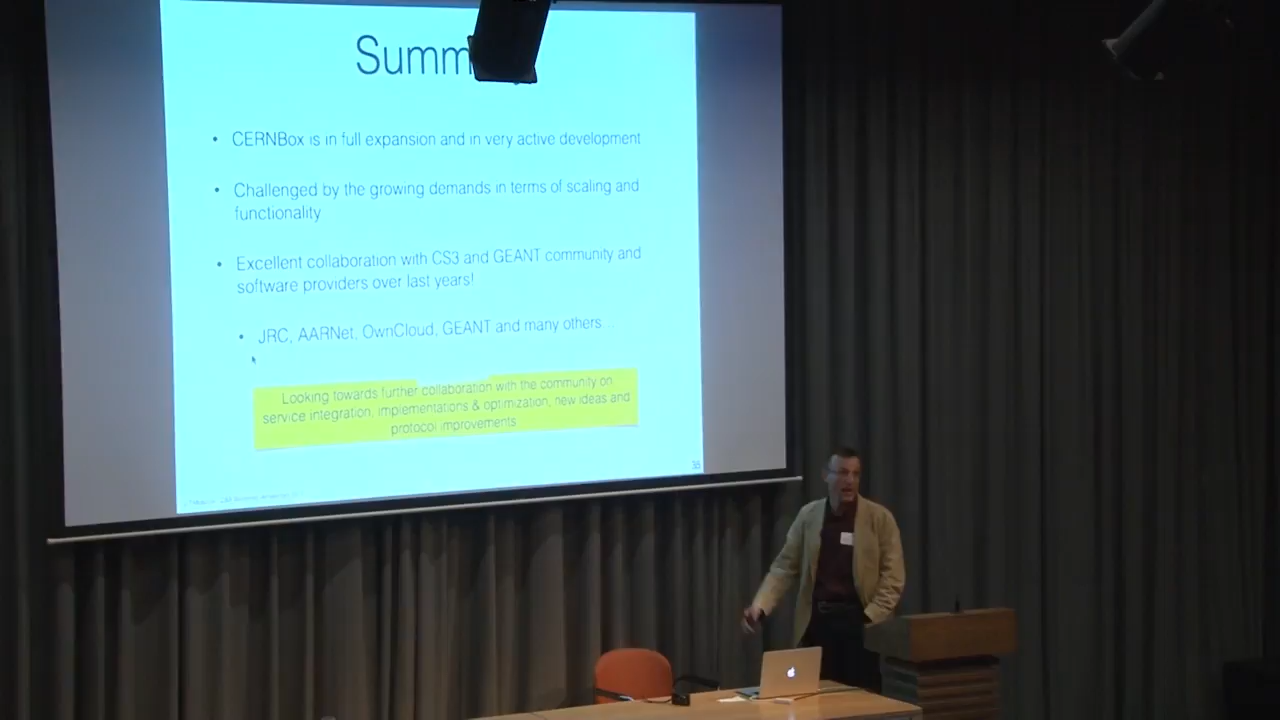 Summ
• CERNBox is in full expansion and in very active development
• Challenged by the growing demands in terms of scaling and
functionality
• Excellent collaboration with CS3 and GEANT community and
software providers over last years!
• JRC, AARNet, OwnCloud, GEANT and many others...
Looking towards further collaboration with the community on
service integration, implementations & optimization, new ideas and
protocol improvements
35